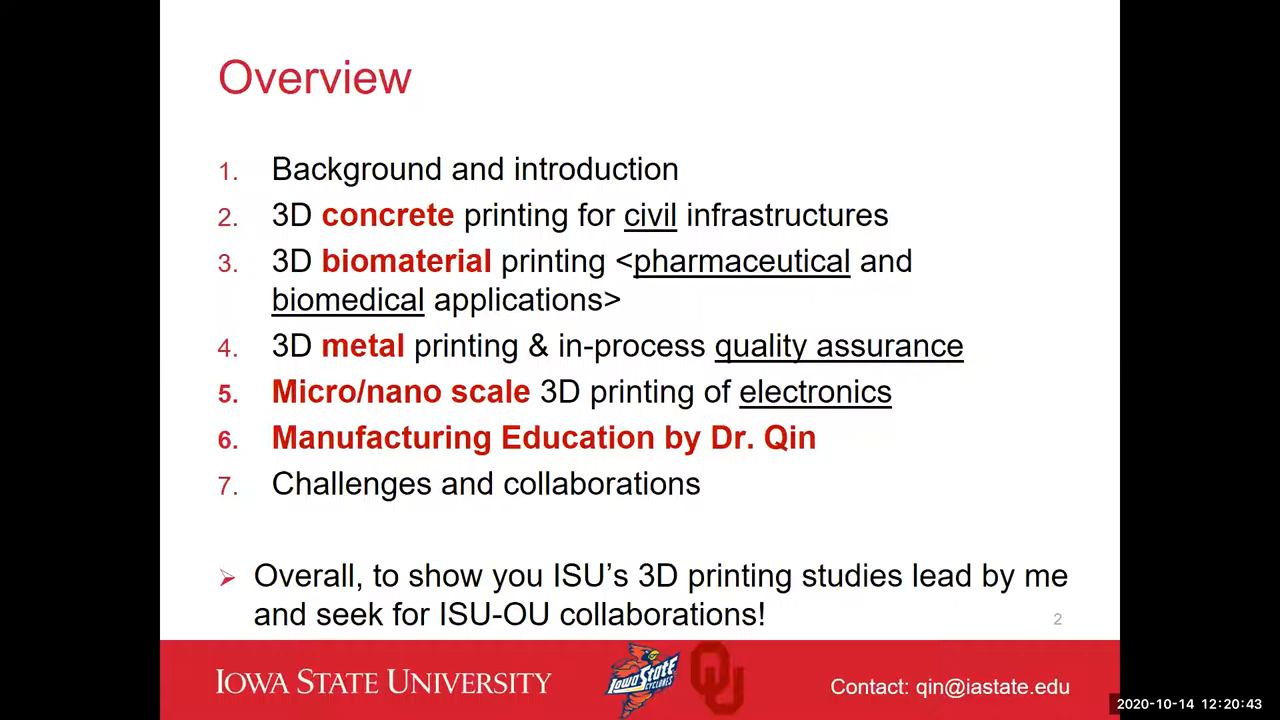 Overview
1. Background and introduction
2. 3D concrete printing for civil infrastructures
3. 3D biomaterial printing <pharmaceutical and
biomedical applications>
4. 3D metal printing & in-process quality assurance
5. Micro/nano scale 3D printing of electronics
6. Manufacturing Education by Dr. Qin
7. Challenges and collaborations
➢ Overall, to show you ISU’s 3D printing studies lead by me
and seek for ISU-OU collaborations!
2
IOWA STATE UNIVERSITY
IOWA STATE
CYCLONES
OU
Contact: qin@iastate.edu
2020-10-14 12:20:43